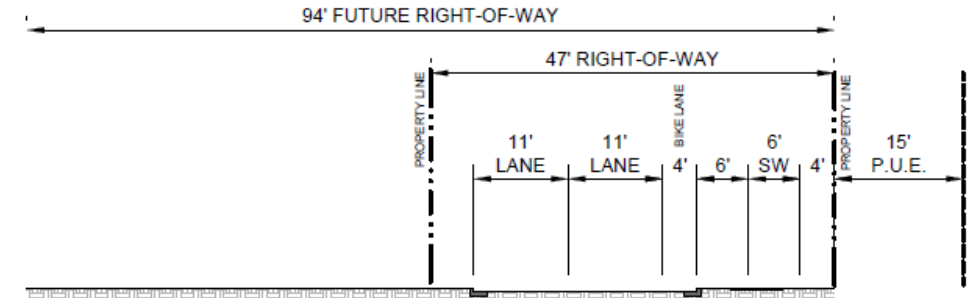 94' FUTURE RIGHT-OF-WAY
47' RIGHT-OF-WAY
PROPERTY LINE
BIKE LANE
PROPERTY LINE
11'
LANE
11'
LANE
4'
6'
6'
SW
4'
15'
P.U.E.